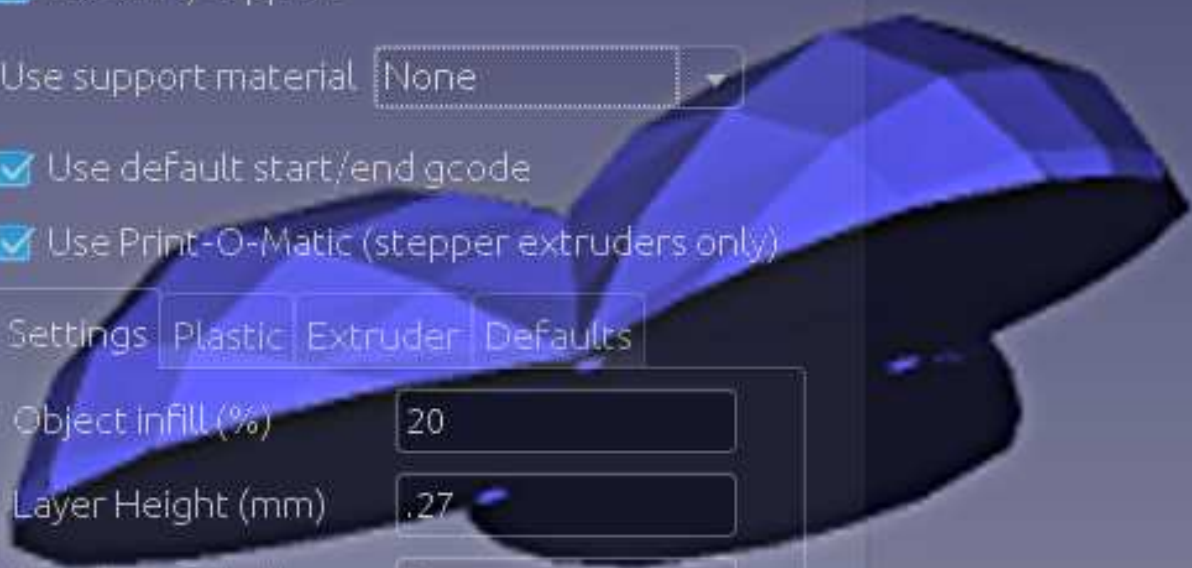 Use support material None
Use default start/end gcode
Use Print-O-Matic (stepper extruders only)
Settings Plastic Extruder Defaults
Object infill (%) 20
Layer Height (mm) .27